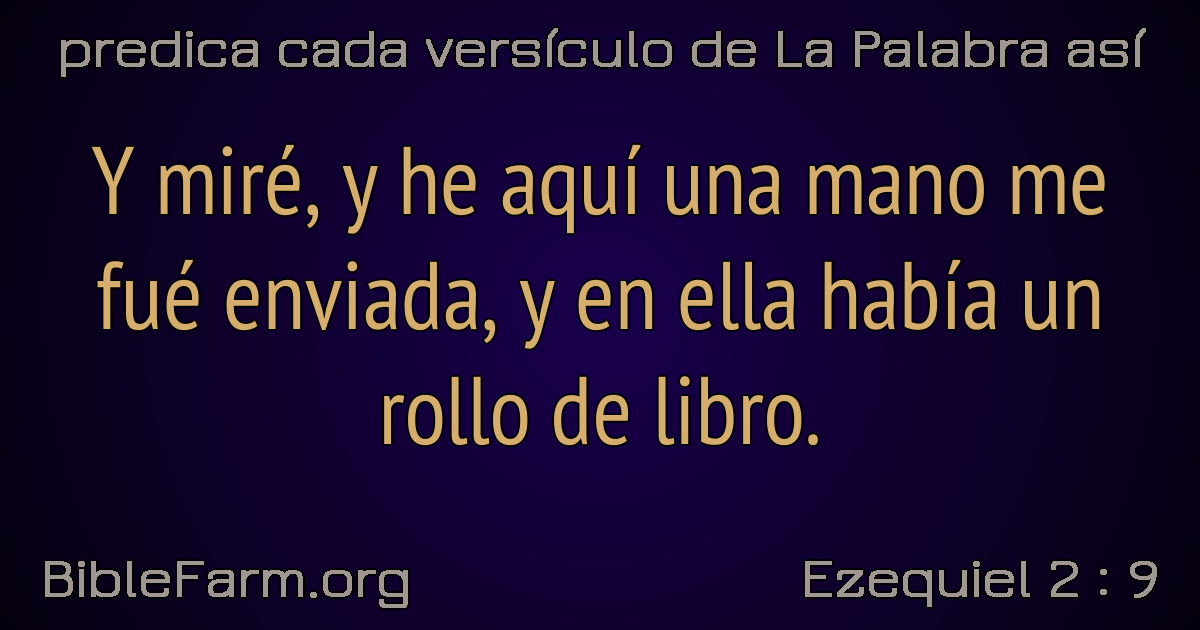 predica cada versículo de La Palabra así
Y miré, y he aquí una mano me
fué enviada, y en ella había un
rollo de libro.
BibleFarm.org
Ezequiel 2 : 9